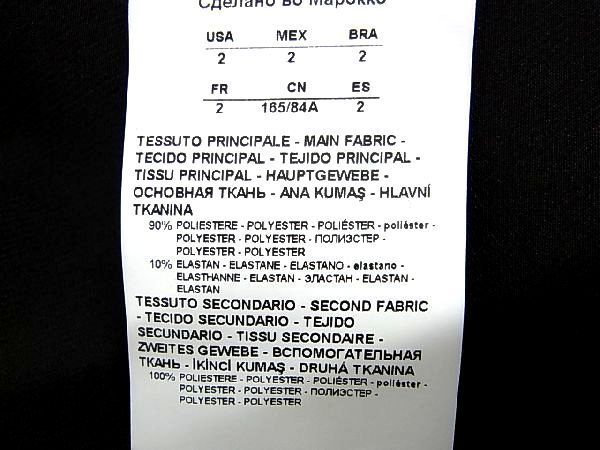 Сделано во Марокко
USA MEX BRA
2 2 2
FR CN ES
2 165/84A 2
TESSUTO PRINCIPALE - MAIN FABRIC -
TECIDO PRINCIPAL - TEJIDO PRINCIPAL -
TISSU PRINCIPAL - HAUPTGEWEBE -
ОСНОВНАЯ ТКАНЬ - ANA KUMAŞ - HLAVNÍ
TKANINA
90% POLIESTERE - POLYESTER - POLIÉSTER - poliéster -
POLYESTER - POLYESTER - ПОЛИЭСТЕР -
POLYESTER - POLYESTER
10% ELASTAN - ELASTANE - ELASTANO - elastano -
ELASTHANNE - ELASTAN - ЭЛАСТАН - ELASTAN -
ELASTAN
TESSUTO SECONDARIO - SECOND FABRIC
- TECIDO SECUNDARIO - TEJIDO
SECUNDARIO - TISSU SECONDAIRE -
ZWEITES GEWEBE - ВСПОМОГАТЕЛЬНАЯ
ТКАНЬ - İKİNCİ KUMAŞ - DRUHÁ TKANINA
100% POLIESTERE - POLYESTER - POLIÉSTER - poliéster -
POLYESTER - POLYESTER - ПОЛИЭСТЕР -
POLYESTER - POLYESTER